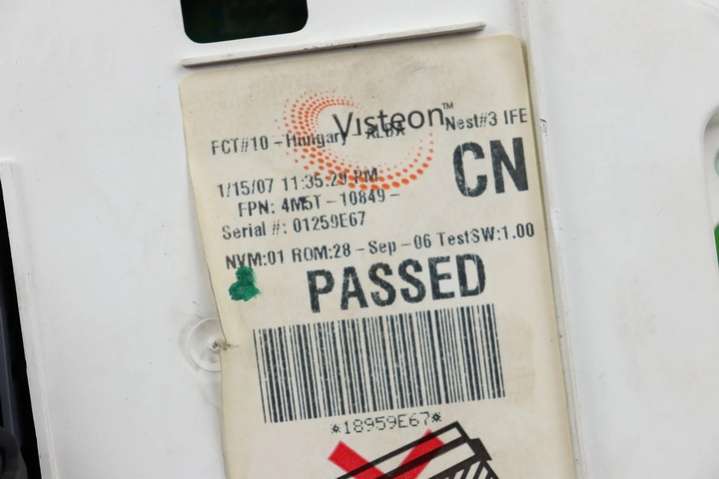 Visteon™
FCT#10 - Hungary - ALBA Nest#3 IFE
CN
1/15/07 11:35:29 PM
FPN: 4M5T - 10849 -
Serial #: 01259E67
NVM:01 ROM:28 - Sep - 06 TestSW:1.00
PASSED
*18959E67*